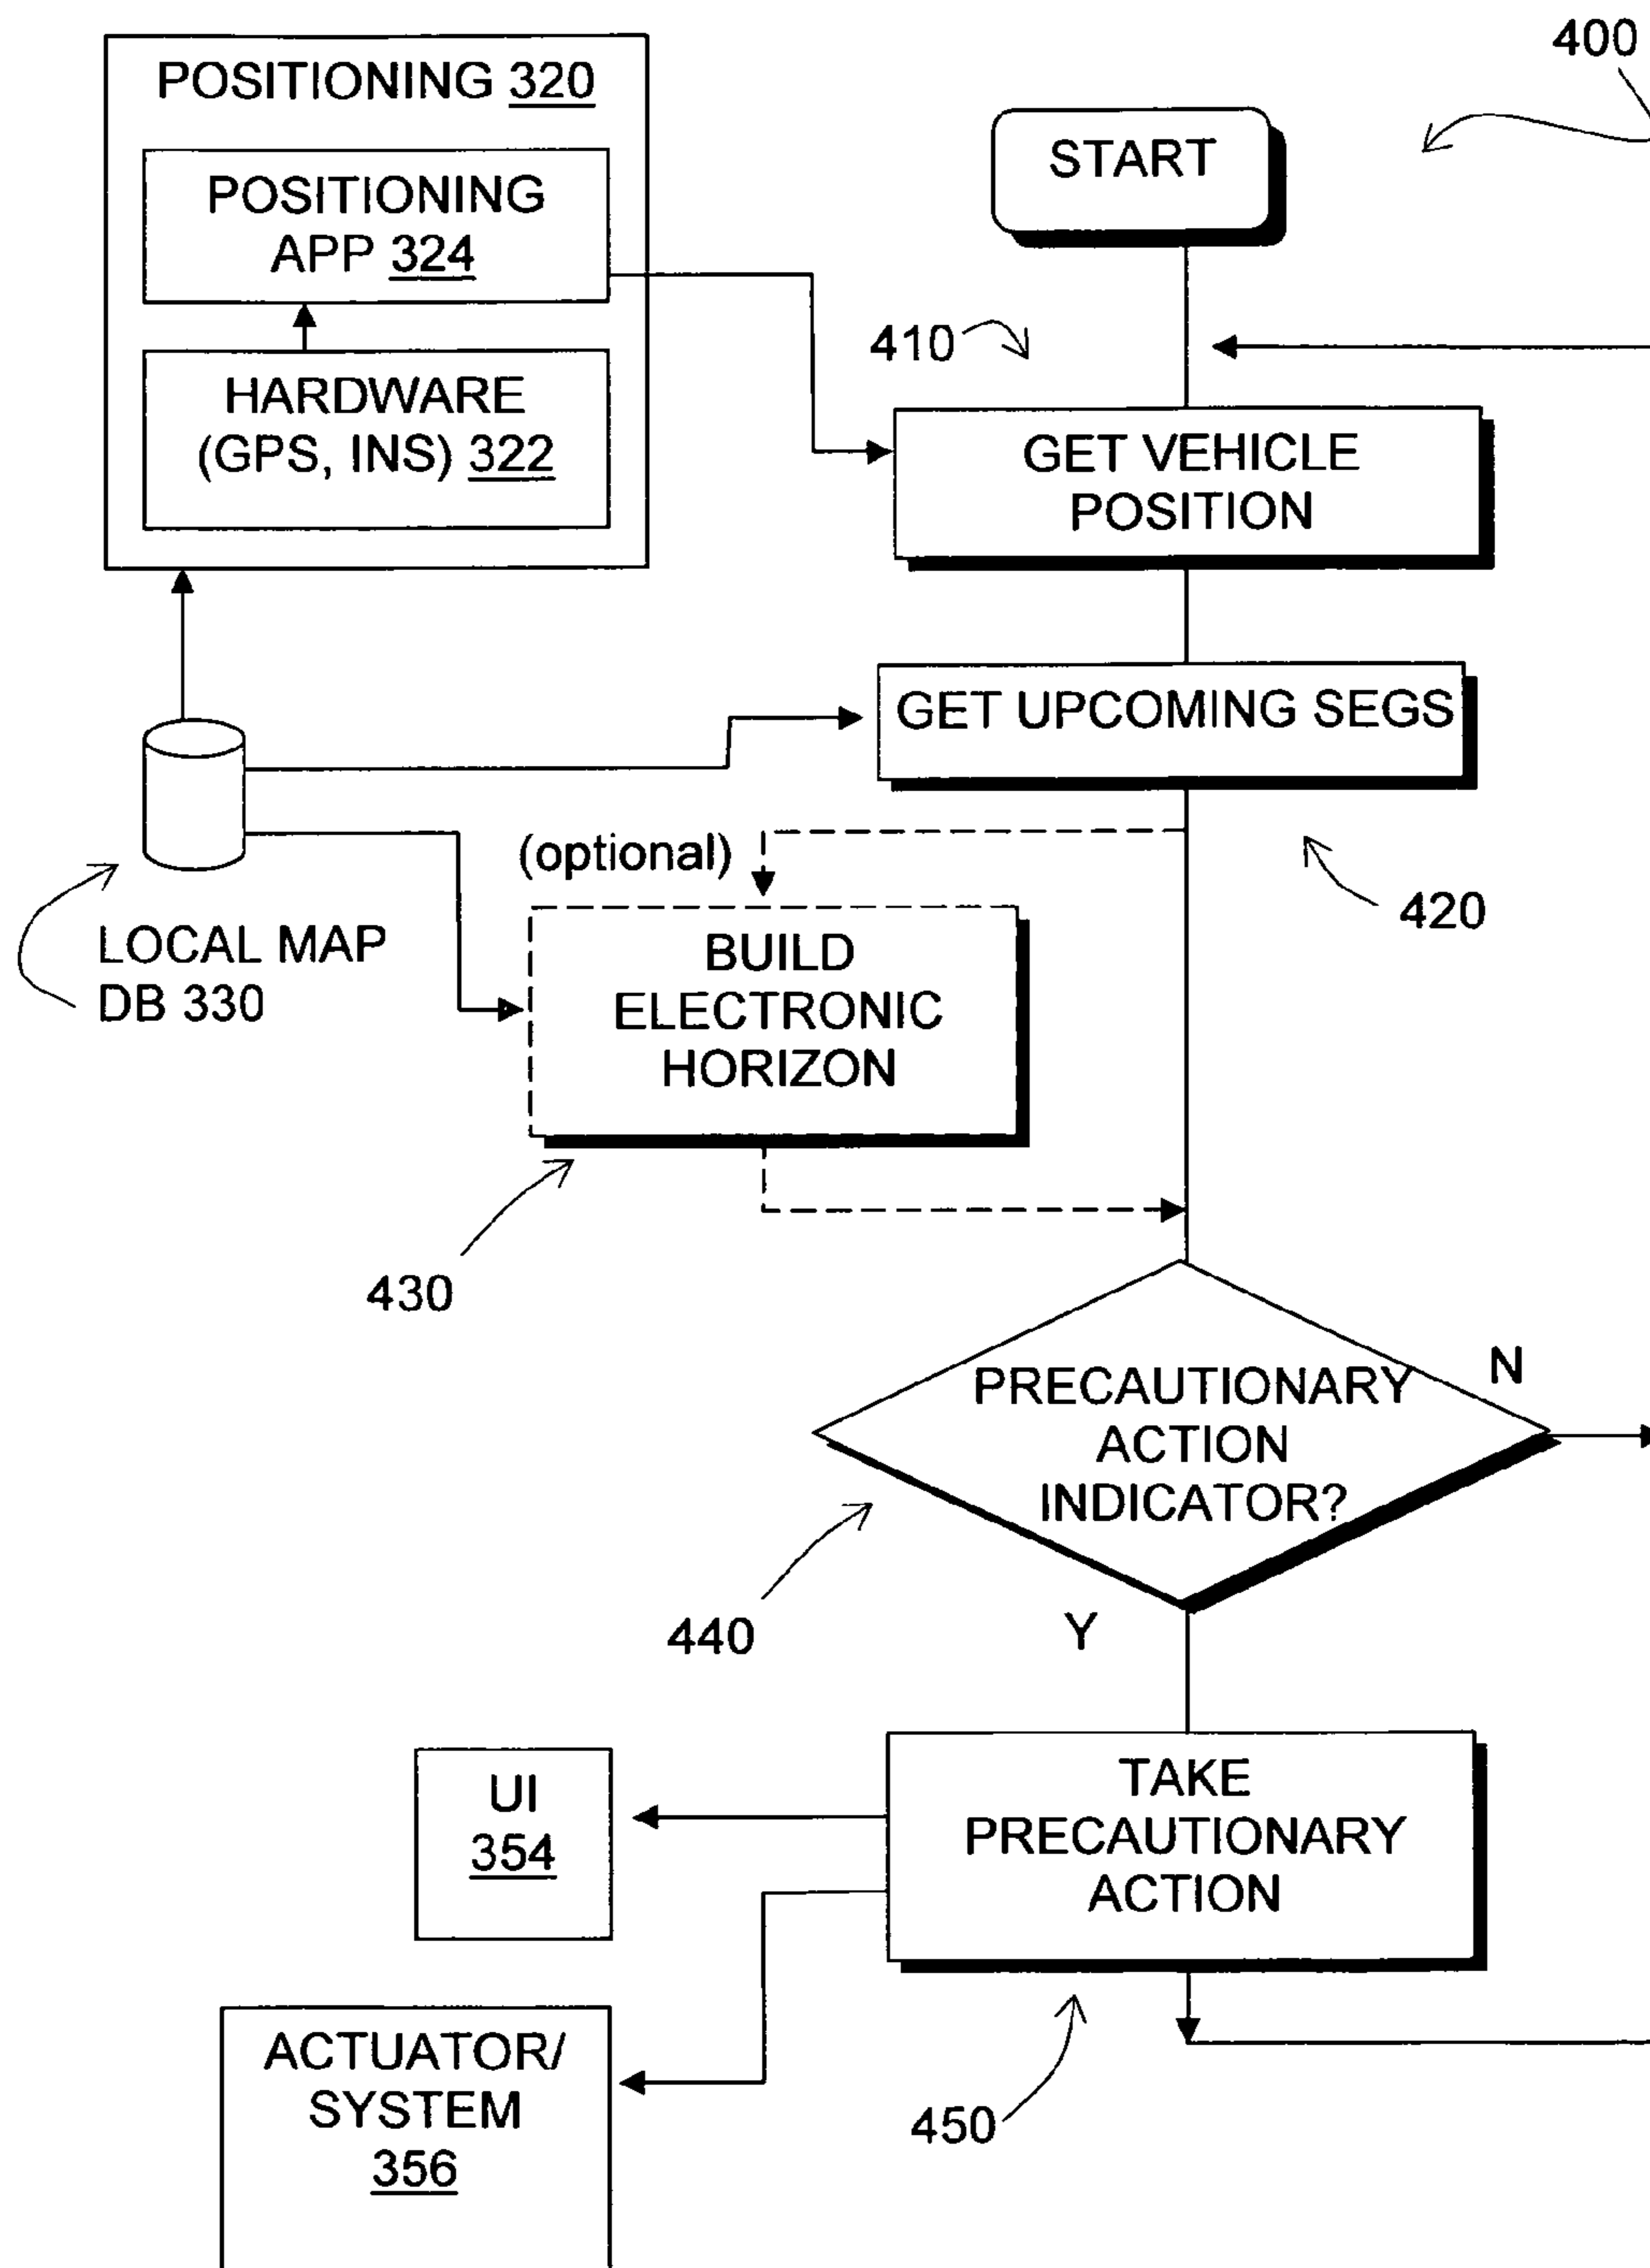 400
POSITIONING 320
POSITIONING
APP 324
HARDWARE
(GPS, INS) 322
START
410
GET VEHICLE
POSITION
GET UPCOMING SEGS
(optional)
420
LOCAL MAP
DB 330
BUILD
ELECTRONIC
HORIZON
430
PRECAUTIONARY
ACTION
INDICATOR?
N
440
Y
UI
354
TAKE
PRECAUTIONARY
ACTION
ACTUATOR/
SYSTEM
356
450